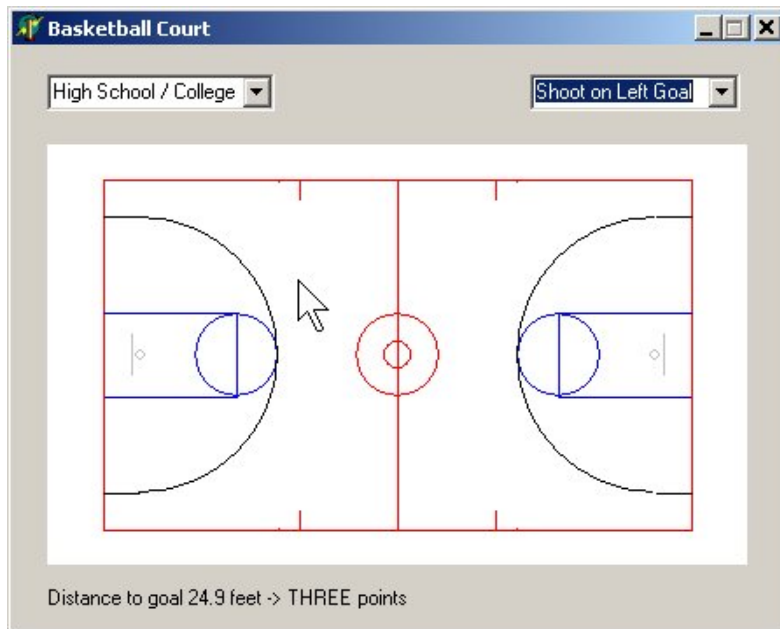 Basketball Court
High School / College
Shoot on Left Goal
Distance to goal 24.9 feet -> THREE points